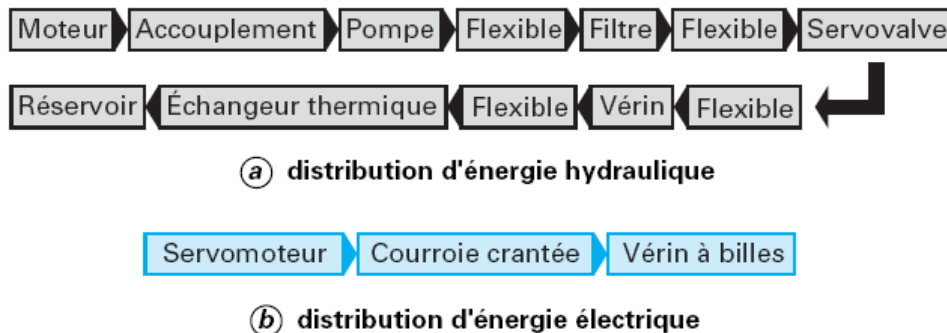 Moteur Accouplement Pompe Flexible Filtre Flexible Servovalve
Réservoir Échangeur thermique Flexible Vérin Flexible
a distribution d'énergie hydraulique
Servomoteur Courroie crantée Vérin à billes
b distribution d'énergie électrique